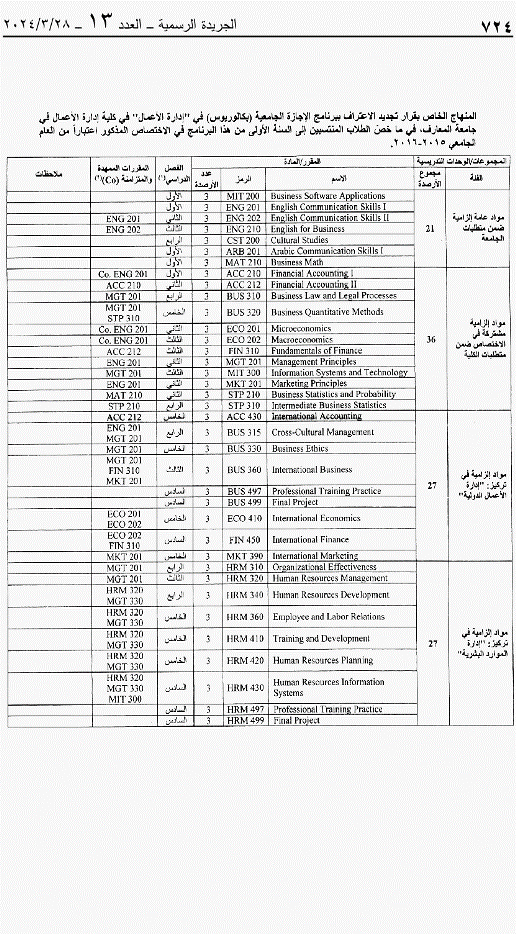 ٧٢٤ الجريدة الرسمية – العدد ١٣ – ٢٠٢٤/٣/٢٨
المنهاج الخاص بقرار تجديد الاعتراف ببرنامج الإجازة الجامعية (بكالوريوس) في "إدارة الأعمال" في كلية إدارة الأعمال في
جامعة المعارف، في ما خصّ الطلاب المنتسبين إلى السنة الأولى من هذا البرنامج في الاختصاص المذكور اعتباراً من العام
الجامعي ٢٠١٥-٢٠١٦.
المجموعات/الوحدات التدريسية المقرر/المادة الفصل الدراسي(١) المقررات الممهدة والمتزامنة (Co)(٢) ملاحظات
الفئة مجموع الأرصدة الاسم الرمز عدد الأرصدة
مواد عامة إلزامية ضمن متطلبات الجامعة 21
Business Software Applications MIT 200 3 الأول
English Communication Skills I ENG 201 3 الأول
English Communication Skills II ENG 202 3 الثاني ENG 201
English for Business ENG 210 3 الثالث ENG 202
Cultural Studies CST 200 3 الرابع
Arabic Communication Skills I ARB 201 3 الأول
Business Math MAT 210 3 الأول
مواد إلزامية مشتركة في الاختصاص ضمن متطلبات الكلية 36
Financial Accounting I ACC 210 3 الأول Co. ENG 201
Financial Accounting II ACC 212 3 الثاني ACC 210
Business Law and Legal Processes BUS 310 3 الرابع MGT 201
Business Quantitative Methods BUS 320 3 الخامس MGT 201 STP 310
Microeconomics ECO 201 3 الثاني Co. ENG 201
Macroeconomics ECO 202 3 الثالث Co. ENG 201
Fundamentals of Finance FIN 310 3 الثالث ACC 212
Management Principles MGT 201 3 الثاني ENG 201
Information Systems and Technology MIT 300 3 الثالث MGT 201
Marketing Principles MKT 201 3 الثاني ENG 201
Business Statistics and Probability STP 210 3 الثاني MAT 210
Intermediate Business Statistics STP 310 3 الرابع STP 210
مواد إلزامية في تركيز: "إدارة الأعمال الدولية" 27
International Accounting ACC 430 3 الخامس ACC 212
Cross-Cultural Management BUS 315 3 الرابع ENG 201 MGT 201
Business Ethics BUS 330 3 الخامس MGT 201
International Business BUS 360 3 الثالث MGT 201 FIN 310 MKT 201
Professional Training Practice BUS 497 3 السادس
Final Project BUS 499 3 السادس
International Economics ECO 410 3 الخامس ECO 201 ECO 202
International Finance FIN 450 3 السادس ECO 202 FIN 310
International Marketing MKT 390 3 الخامس MKT 201
مواد إلزامية في تركيز: "إدارة الموارد البشرية" 27
Organizational Effectiveness HRM 310 3 الرابع MGT 201
Human Resources Management HRM 320 3 الثالث MGT 201
Human Resources Development HRM 340 3 الرابع HRM 320 MGT 330
Employee and Labor Relations HRM 360 3 الخامس HRM 320 MGT 330
Training and Development HRM 410 3 الخامس HRM 320 MGT 330
Human Resources Planning HRM 420 3 الخامس HRM 320 MGT 330
Human Resources Information Systems HRM 430 3 السادس HRM 320 MGT 330 MIT 300
Professional Training Practice HRM 497 3 السادس
Final Project HRM 499 3 السادس